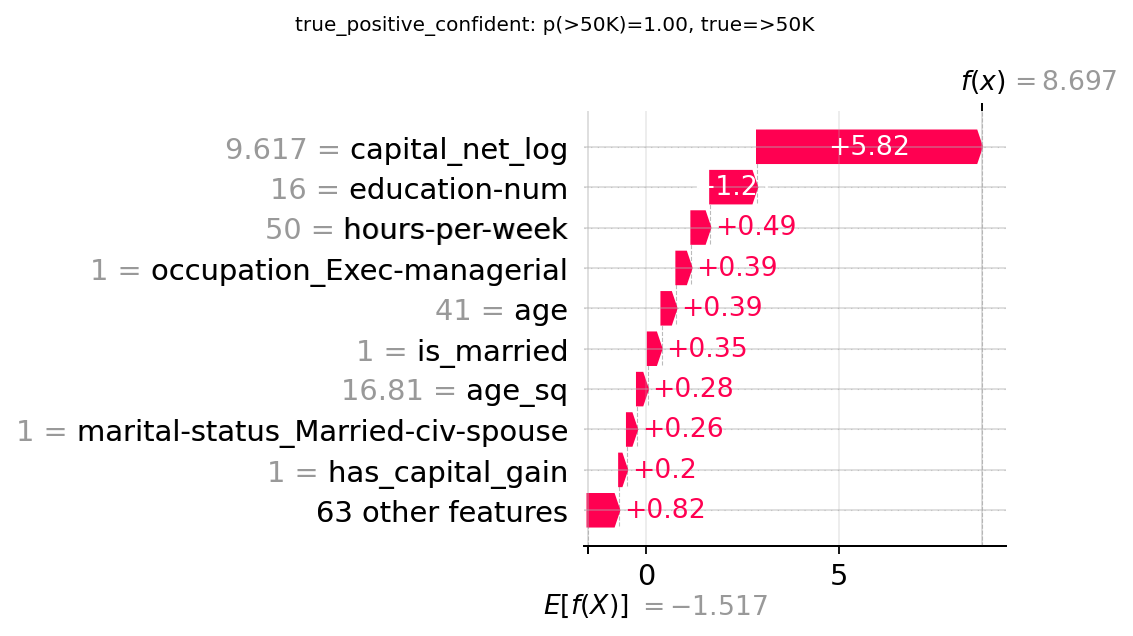 true_positive_confident: p(>50K)=1.00, true=>50K
f(x) = 8.697
9.617 = capital_net_log +5.82
16 = education-num +1.2
50 = hours-per-week +0.49
1 = occupation_Exec-managerial +0.39
41 = age +0.39
1 = is_married +0.35
16.81 = age_sq +0.28
1 = marital-status_Married-civ-spouse +0.26
1 = has_capital_gain +0.2
63 other features +0.82
0 5
E[f(X)] = −1.517